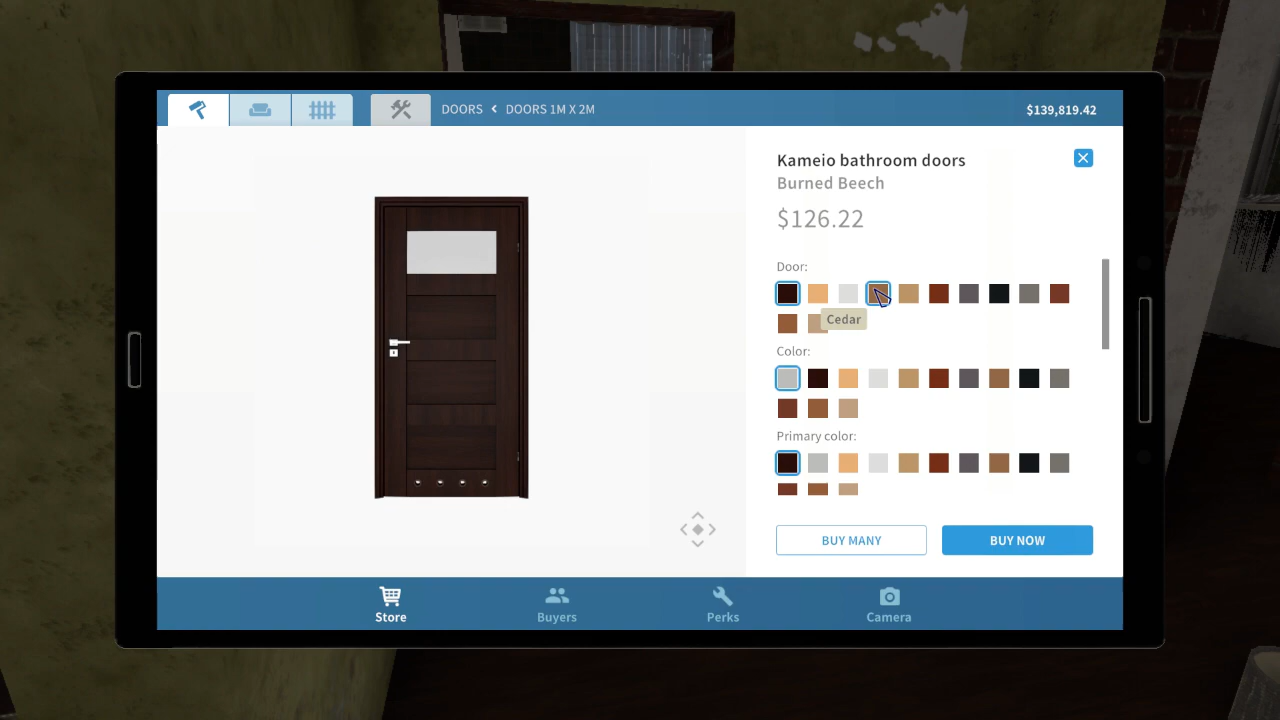 DOORS < DOORS 1M X 2M
$139,819.42
Kameio bathroom doors
Burned Beech
$126.22
Door:
Cedar
Color:
Primary color:
BUY MANY
BUY NOW
Store
Buyers
Perks
Camera